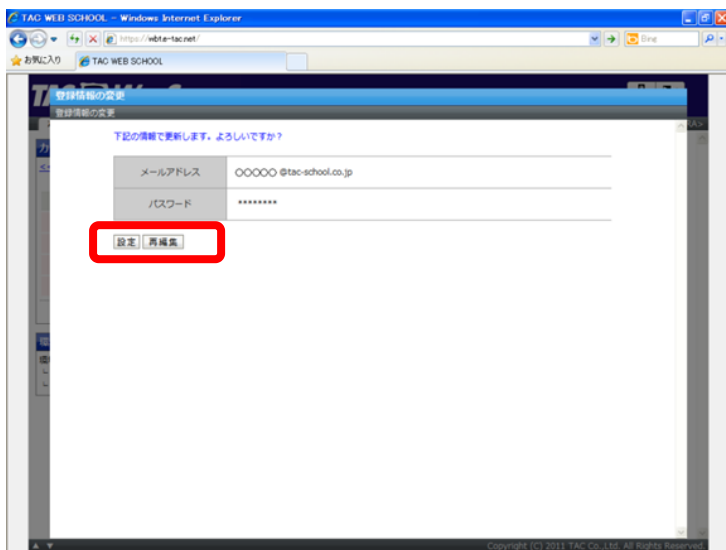 TAC WEB SCHOOL - Windows Internet Explorer
https://wbt.e-tac.net/
Bing
お気に入り
TAC WEB SCHOOL
登録情報の変更
登録情報の変更
下記の情報で更新します。よろしいですか？
メールアドレス
○○○○○ @tac-school.co.jp
パスワード
********
設定
再編集
Copyright (C) 2011 TAC Co.,Ltd. All Rights Reserved.